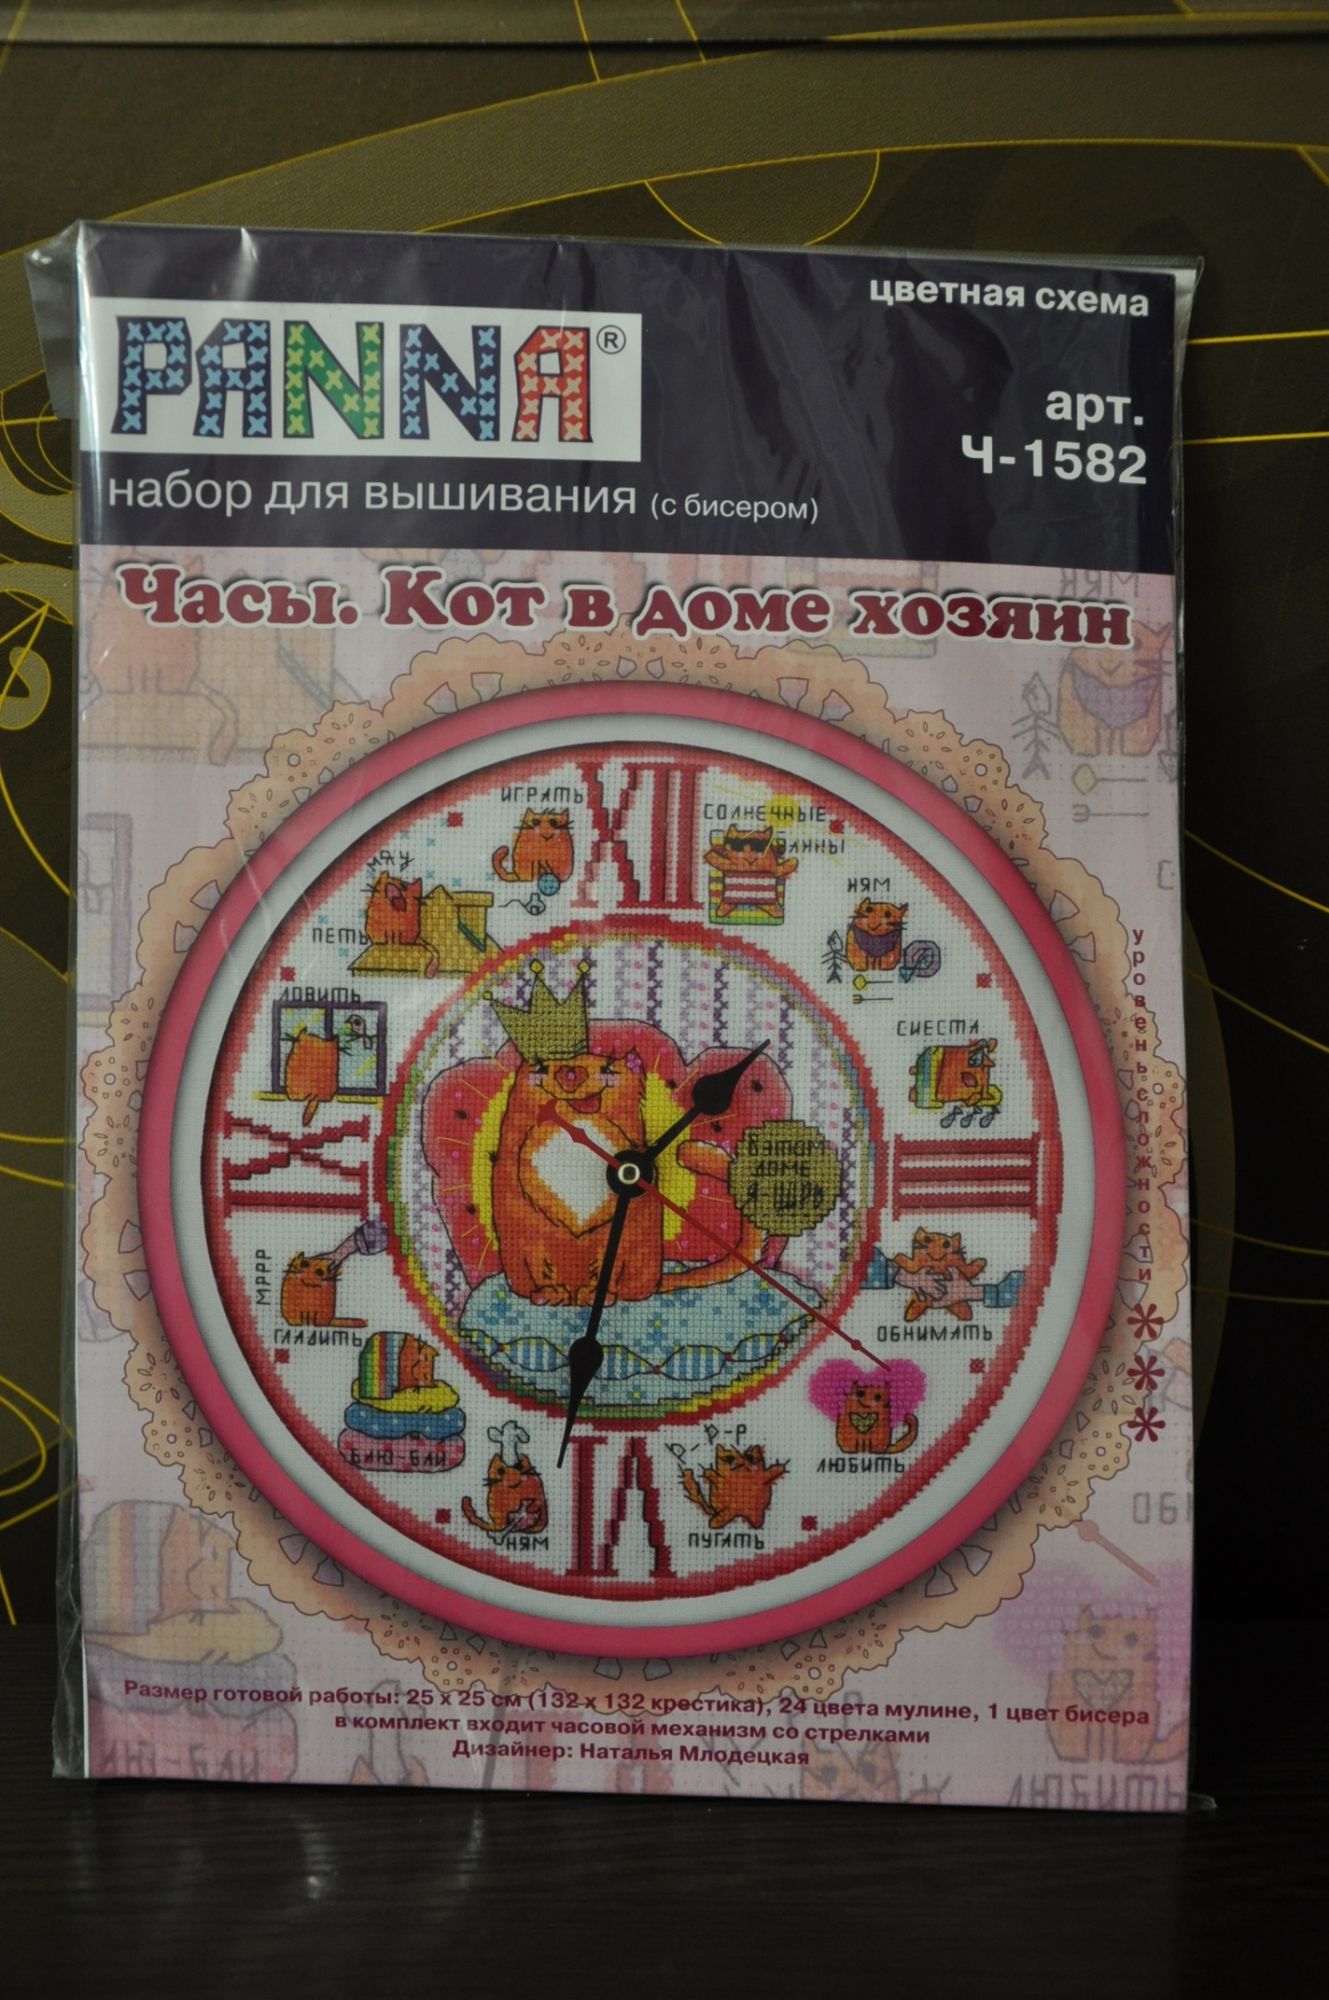 цветная схема
PANNA®
арт.
Ч-1582
набор для вышивания (с бисером)
Часы. Кот в доме хозяин
ИГРАТЬ
XII
СОЛНЕЧНЫЕ
МЯУ
ПЕТЬ
НЯМ
ЛОВИТЬ
СИЕСТА
уровень сложности ***
IX
III
В ЭТОМ
ДОМЕ
Я-ЦАРЬ
МРРР
ГЛАДИТЬ
ОБНИМАТЬ
БАЮ-БАЙ
НЯМ
VI
Р-Р-Р
ПУГАТЬ
ЛЮБИТЬ
Размер готовой работы: 25 х 25 см (132 х 132 крестика), 24 цвета мулине, 1 цвет бисера
в комплект входит часовой механизм со стрелками
Дизайнер: Наталья Млодецкая
ЛЮБИТЬ